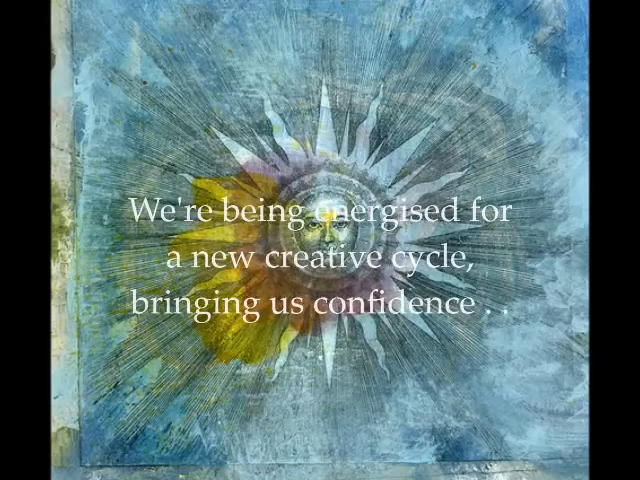 We're being energised for
a new creative cycle,
bringing us confidence . .